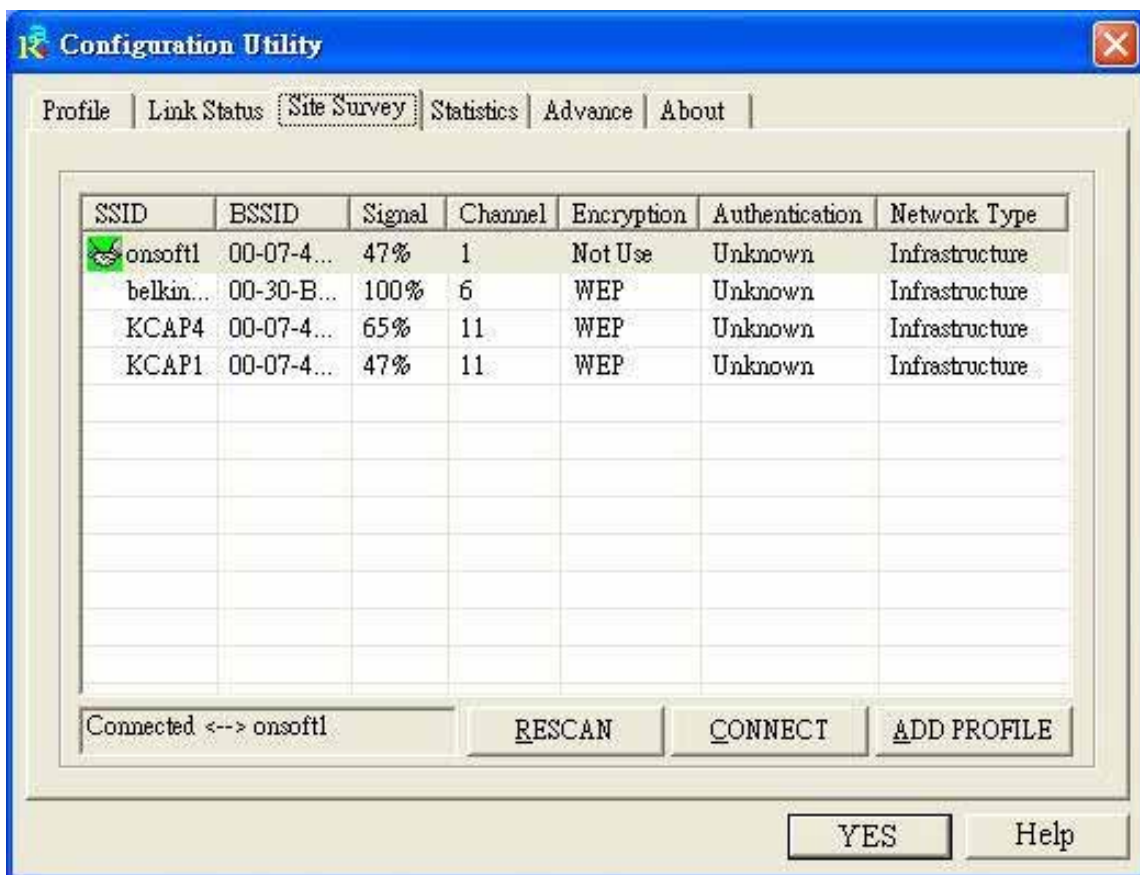 Configuration Utility
Profile Link Status Site Survey Statistics Advance About
SSID BSSID Signal Channel Encryption Authentication Network Type
onsoft1 00-07-4... 47% 1 Not Use Unknown Infrastructure
belkin... 00-30-B... 100% 6 WEP Unknown Infrastructure
KCAP4 00-07-4... 65% 11 WEP Unknown Infrastructure
KCAP1 00-07-4... 47% 11 WEP Unknown Infrastructure
Connected <--> onsoft1 RESCAN CONNECT ADD PROFILE
YES Help